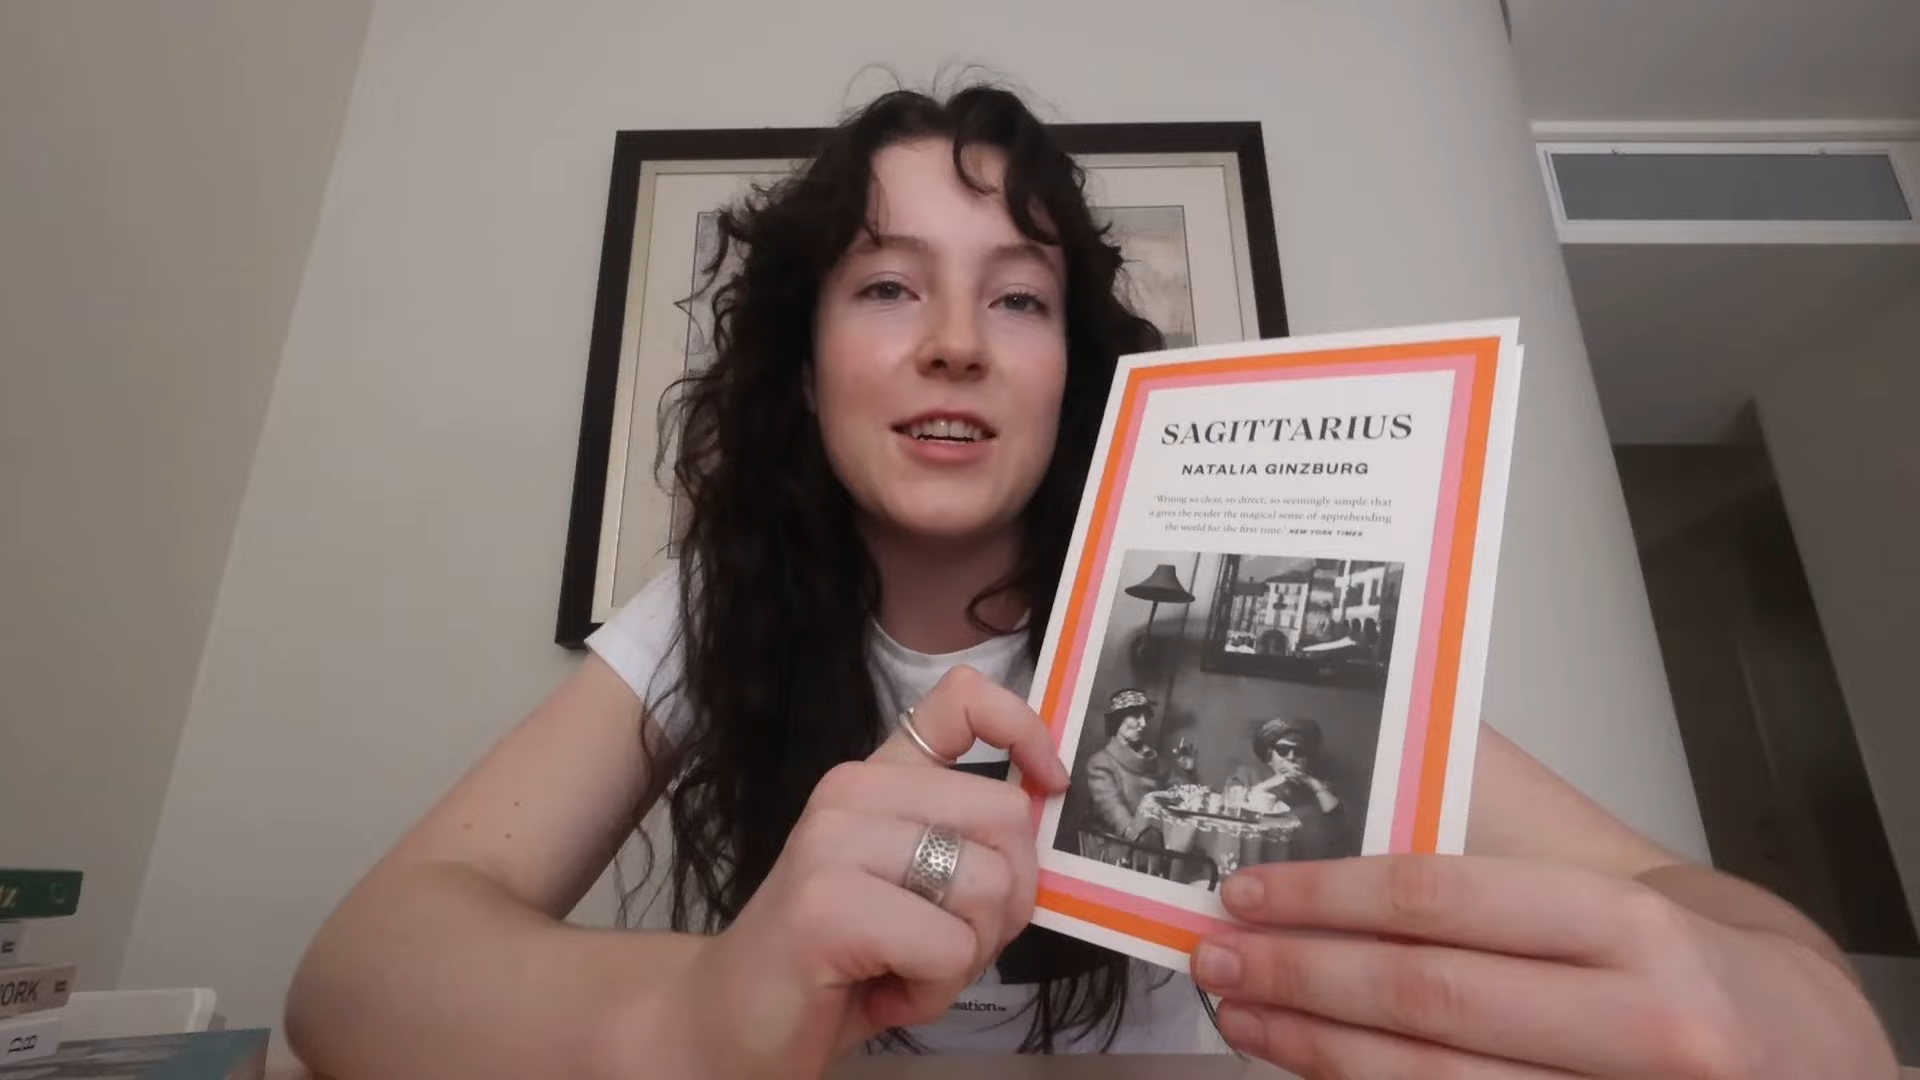 SAGITTARIUS
NATALIA GINZBURG
'Writing so clear, so direct, so seemingly simple that
it gives the reader the magical sense of apprehending
the world for the first time.' NEW YORK TIMES
ORK